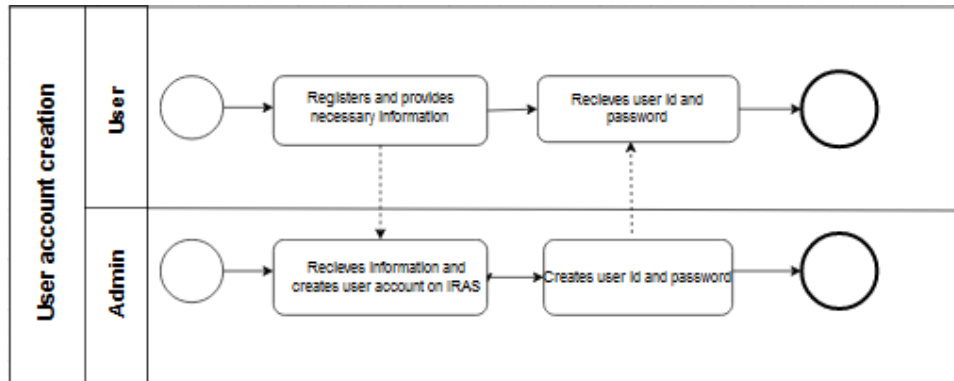 User account creation
User
Registers and provides
necessary information
Recieves user id and
password
Admin
Recieves information and
creates user account on IRAS
Creates user id and password